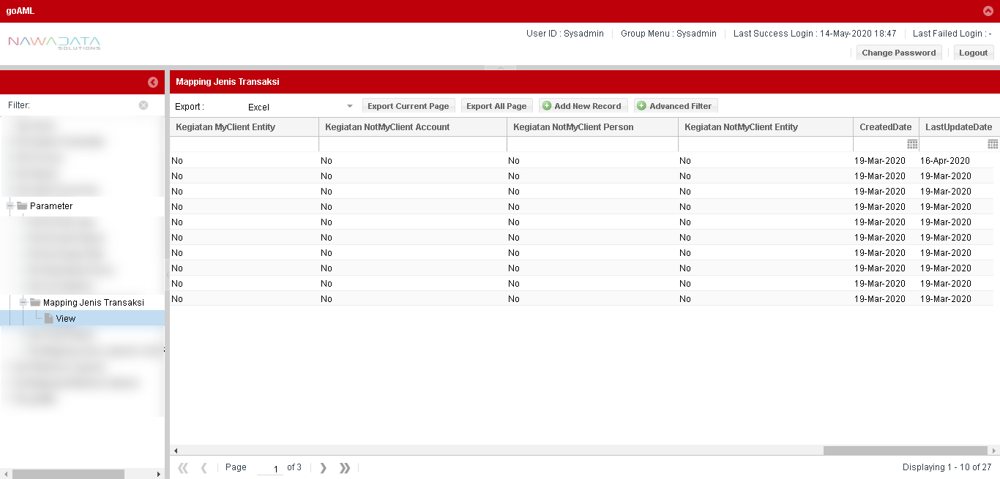 goAML
NAWADATA
SOLUTIONS
User ID : Sysadmin
Group Menu : Sysadmin
Last Success Login : 14-May-2020 18:47
Last Failed Login : -
Change Password
Logout
Filter:
Parameter
Mapping Jenis Transaksi
View
Mapping Jenis Transaksi
Export : Excel Export Current Page Export All Page Add New Record Advanced Filter
Kegiatan MyClient Entity Kegiatan NotMyClient Account Kegiatan NotMyClient Person Kegiatan NotMyClient Entity CreatedDate LastUpdateDate
No No No No 19-Mar-2020 16-Apr-2020
No No No No 19-Mar-2020 19-Mar-2020
No No No No 19-Mar-2020 19-Mar-2020
No No No No 19-Mar-2020 19-Mar-2020
No No No No 19-Mar-2020 19-Mar-2020
No No No No 19-Mar-2020 19-Mar-2020
No No No No 19-Mar-2020 19-Mar-2020
No No No No 19-Mar-2020 19-Mar-2020
No No No No 19-Mar-2020 19-Mar-2020
No No No No 19-Mar-2020 19-Mar-2020
Page 1 of 3
Displaying 1 - 10 of 27